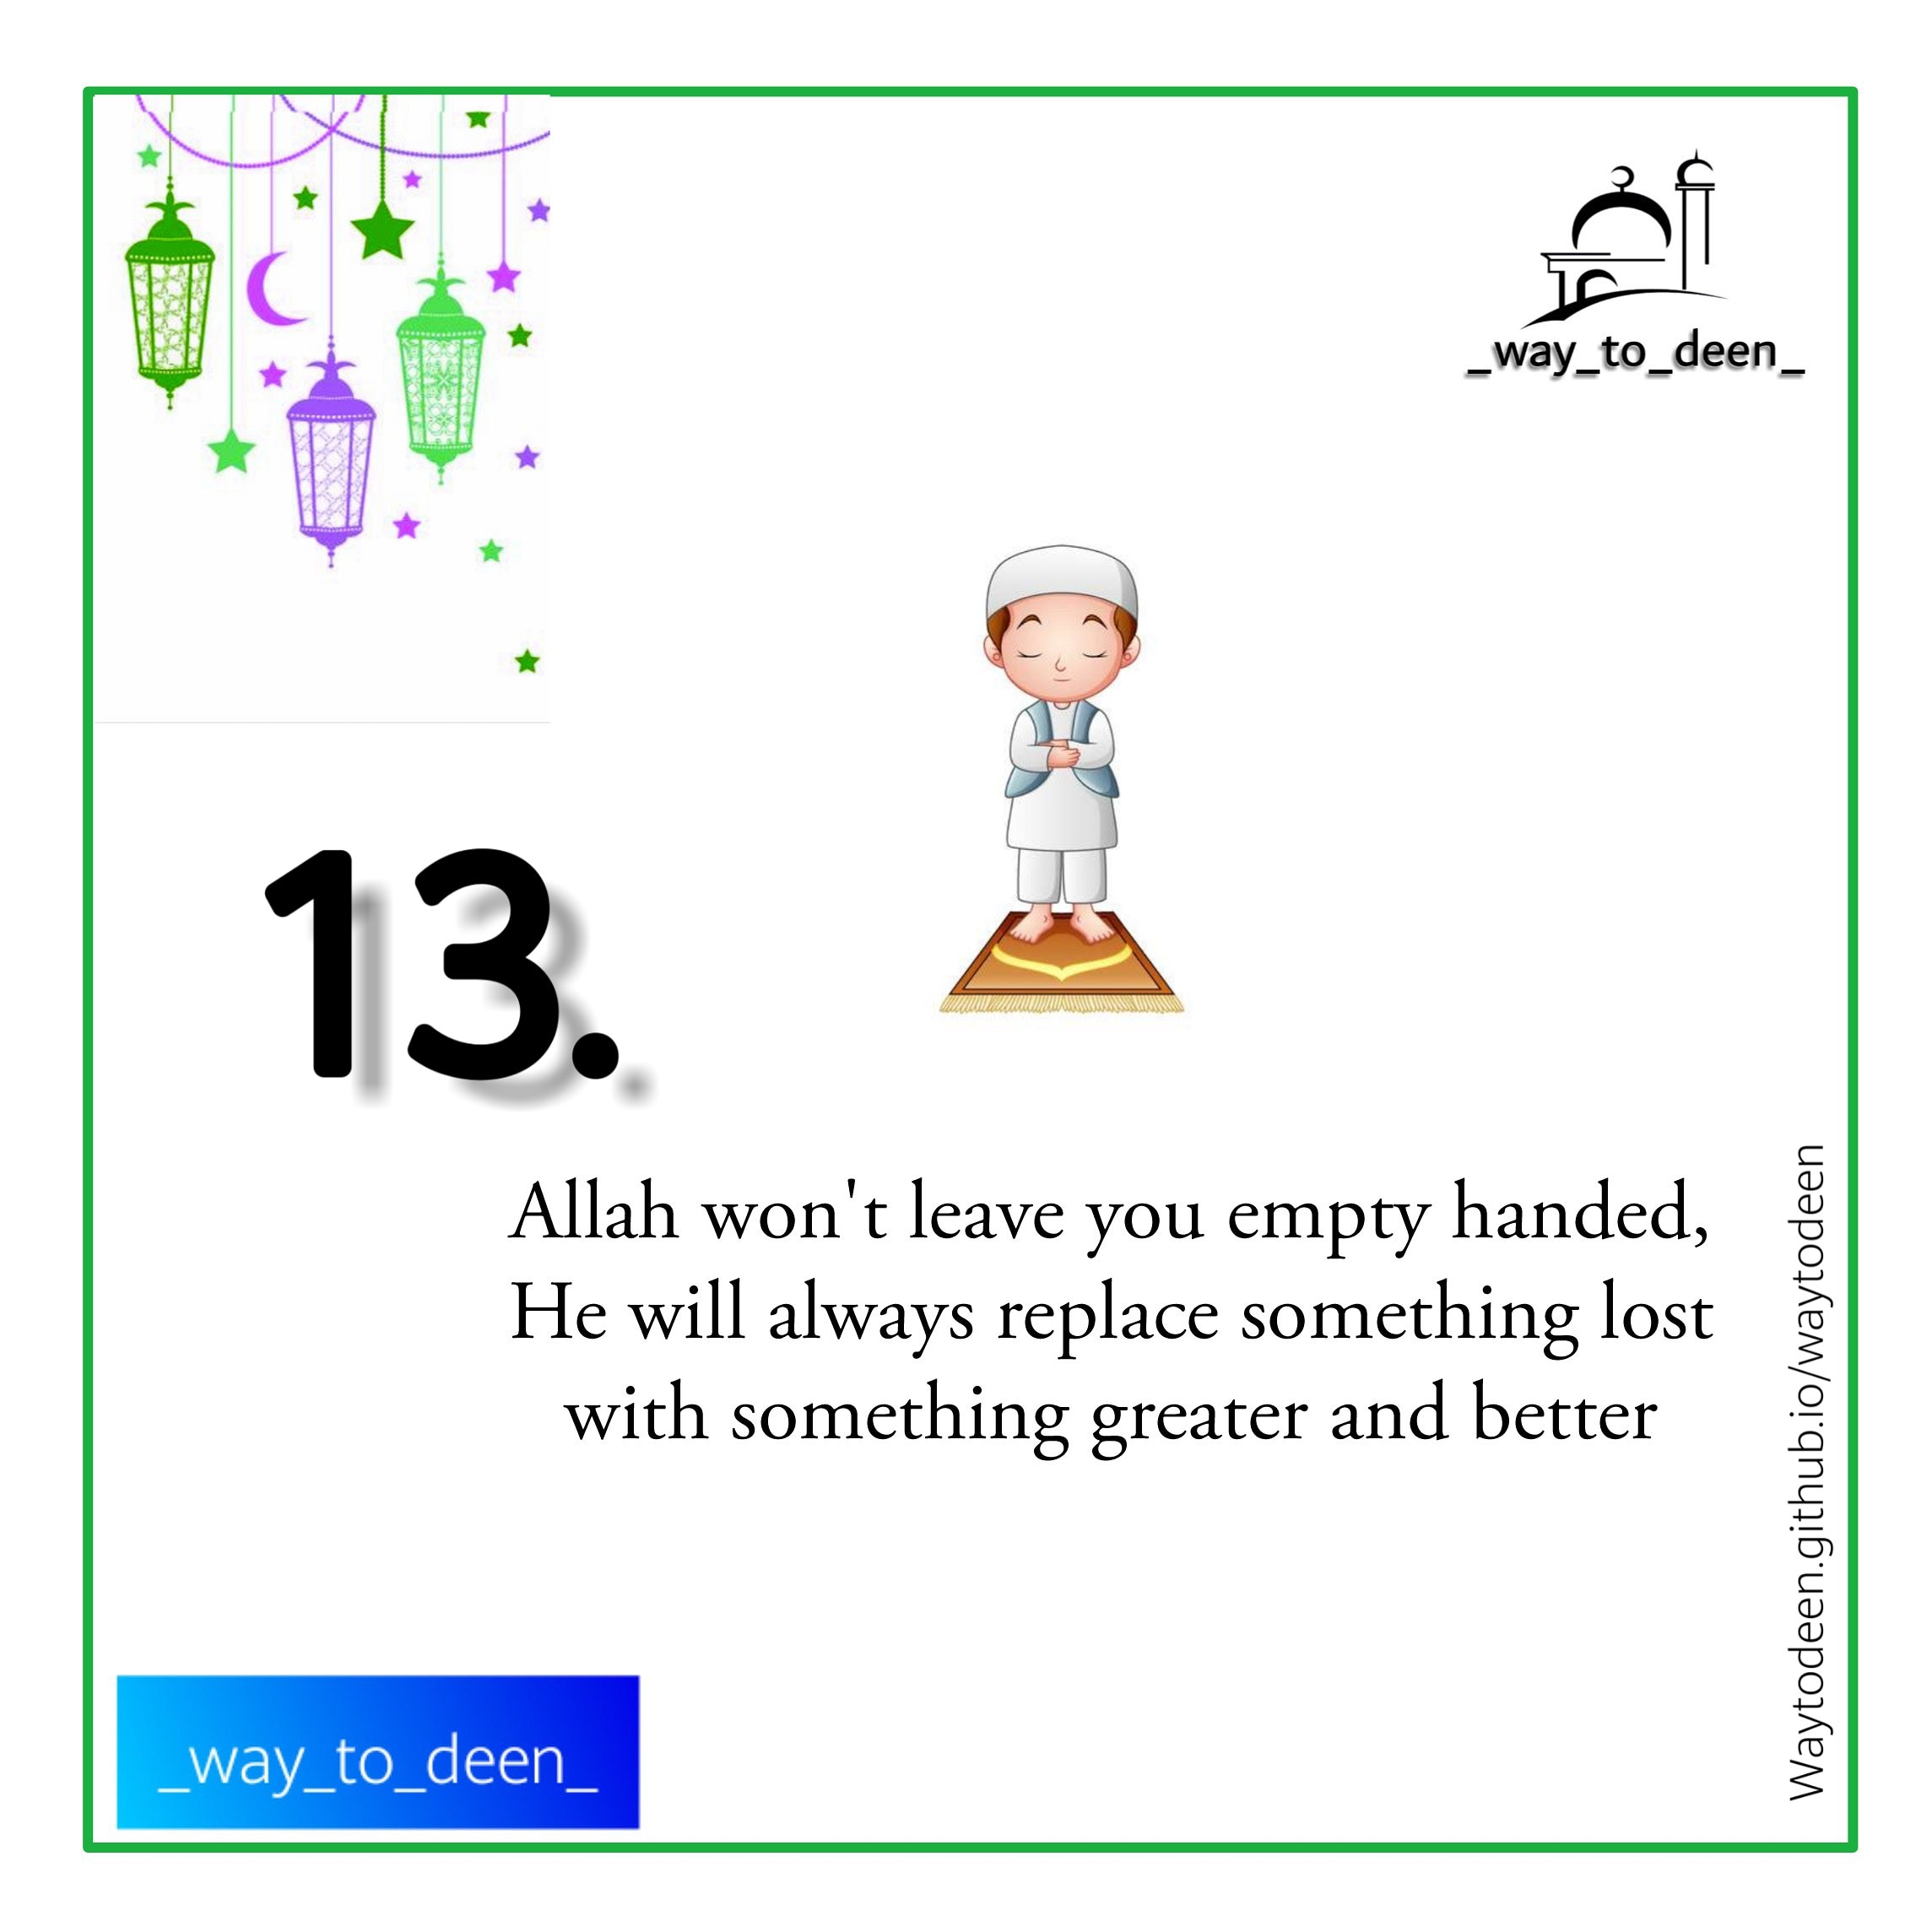 _way_to_deen_
13.
Allah won't leave you empty handed,
He will always replace something lost
with something greater and better
Waytodeen.github.io/waytodeen
_way_to_deen_